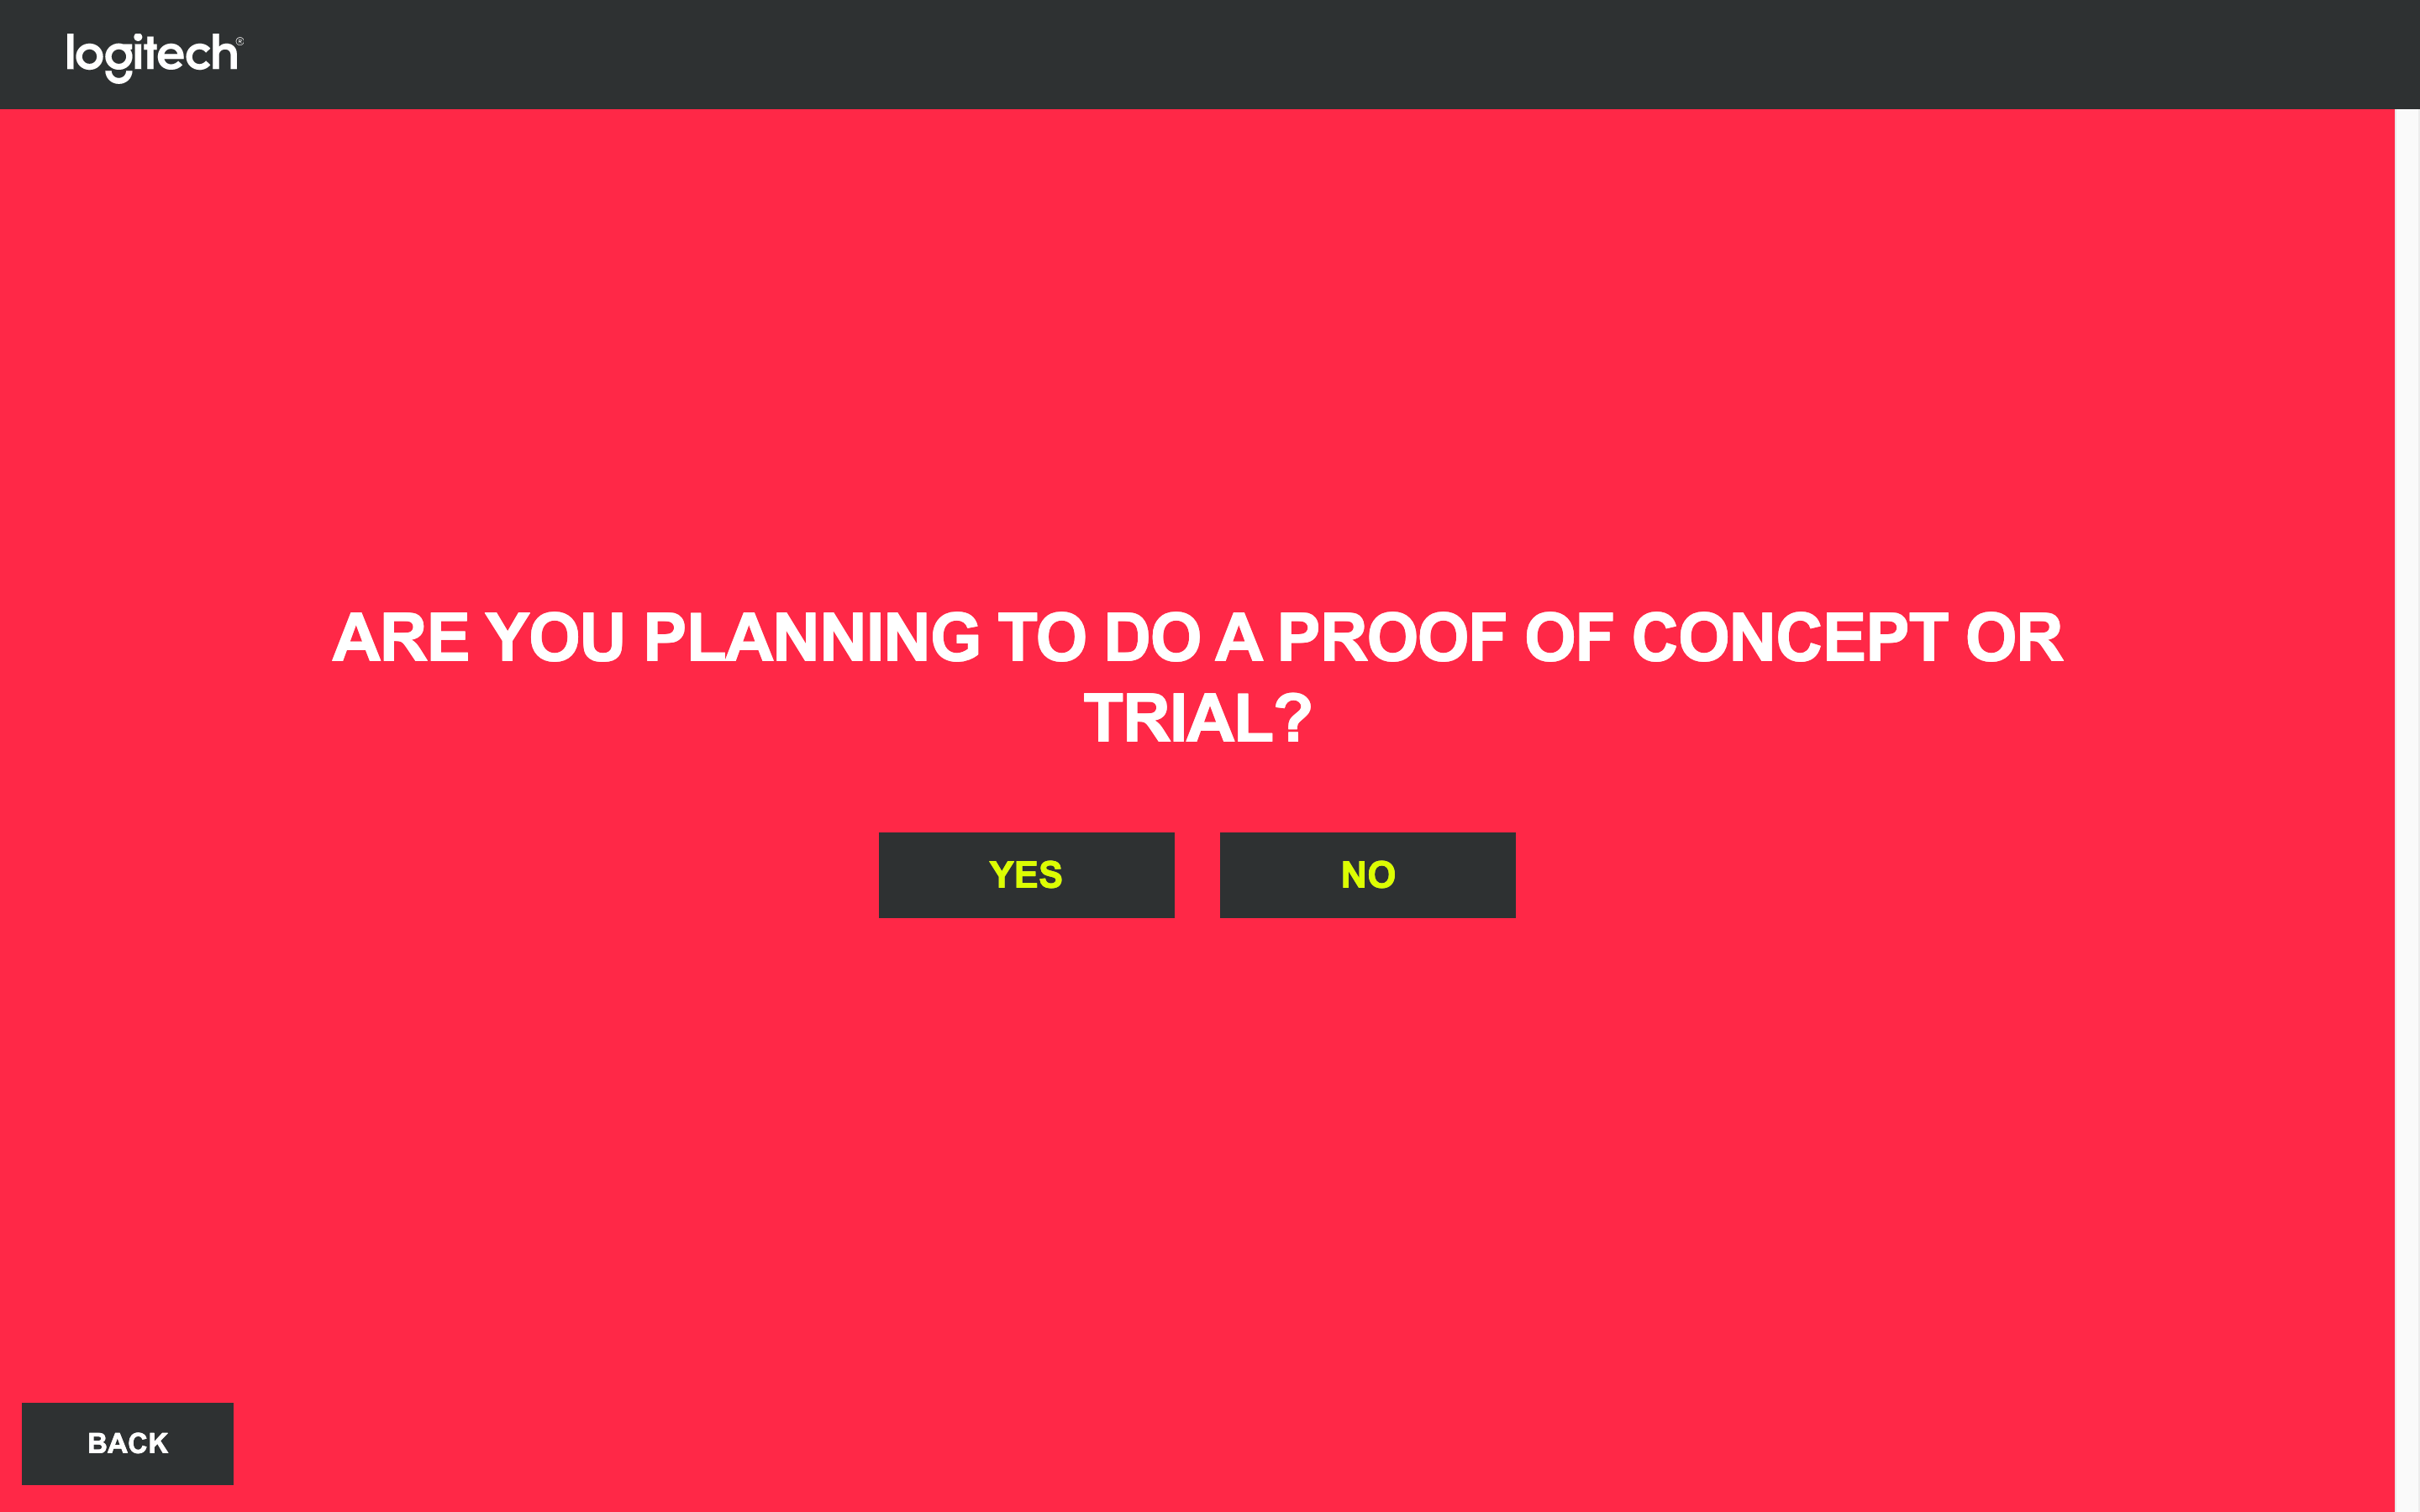 logitech®
ARE YOU PLANNING TO DO A PROOF OF CONCEPT OR
TRIAL?
YES
NO
BACK